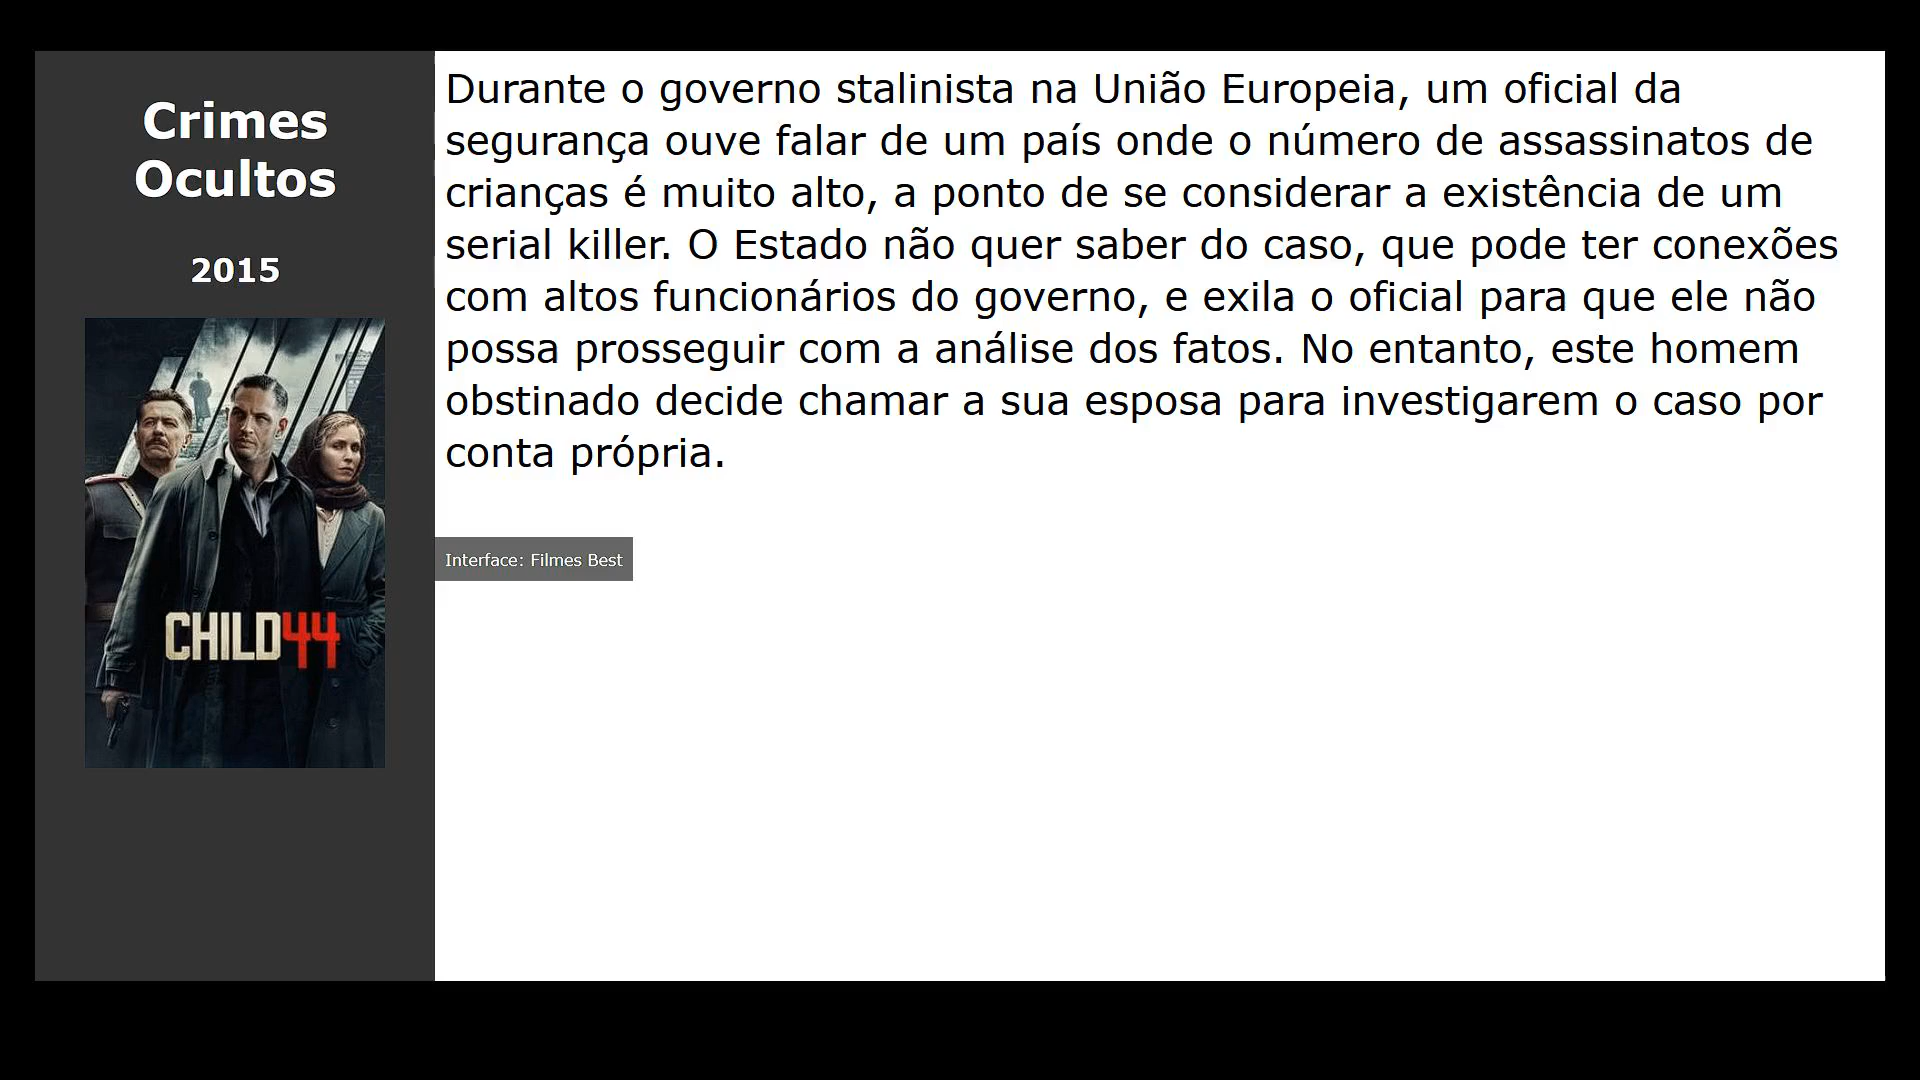 Crimes
Ocultos
2015
CHILD44
Durante o governo stalinista na União Europeia, um oficial da
segurança ouve falar de um país onde o número de assassinatos de
crianças é muito alto, a ponto de se considerar a existência de um
serial killer. O Estado não quer saber do caso, que pode ter conexões
com altos funcionários do governo, e exila o oficial para que ele não
possa prosseguir com a análise dos fatos. No entanto, este homem
obstinado decide chamar a sua esposa para investigarem o caso por
conta própria.
Interface: Filmes Best